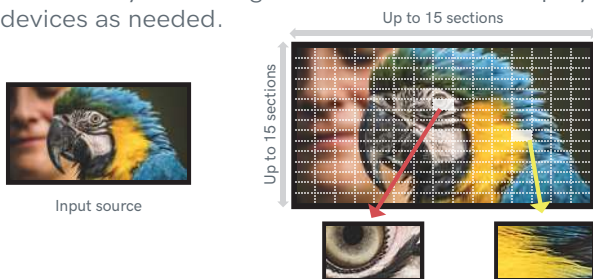 devices as needed.
Up to 15 sections
Up to 15 sections
Input source